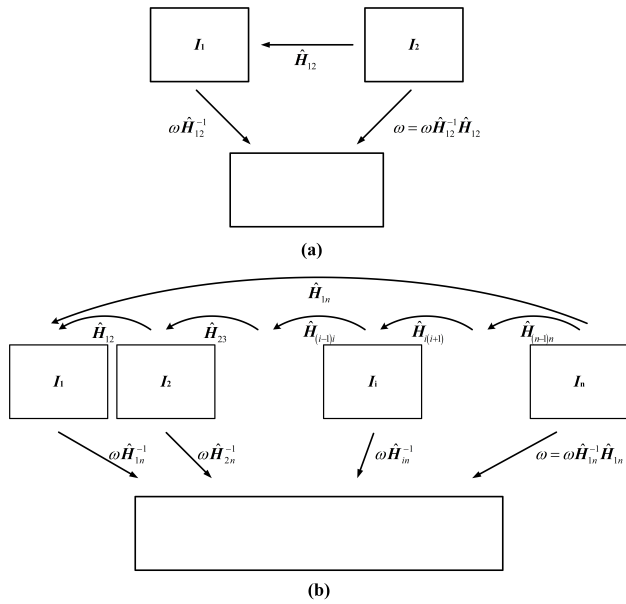 I₁ I₂
Ĥ₁₂
ωĤ₁₂⁻¹ ω = ωĤ₁₂⁻¹Ĥ₁₂
(a)
Ĥ₁ₙ
Ĥ₁₂ Ĥ₂₃ Ĥ₍ᵢ₋₁₎ᵢ Ĥᵢ₍ᵢ₊₁₎ Ĥ₍ₙ₋₁₎ₙ
I₁ I₂ Iᵢ Iₙ
ωĤ₁ₙ⁻¹ ωĤ₂ₙ⁻¹ ωĤᵢₙ⁻¹ ω = ωĤ₁ₙ⁻¹Ĥ₁ₙ
(b)